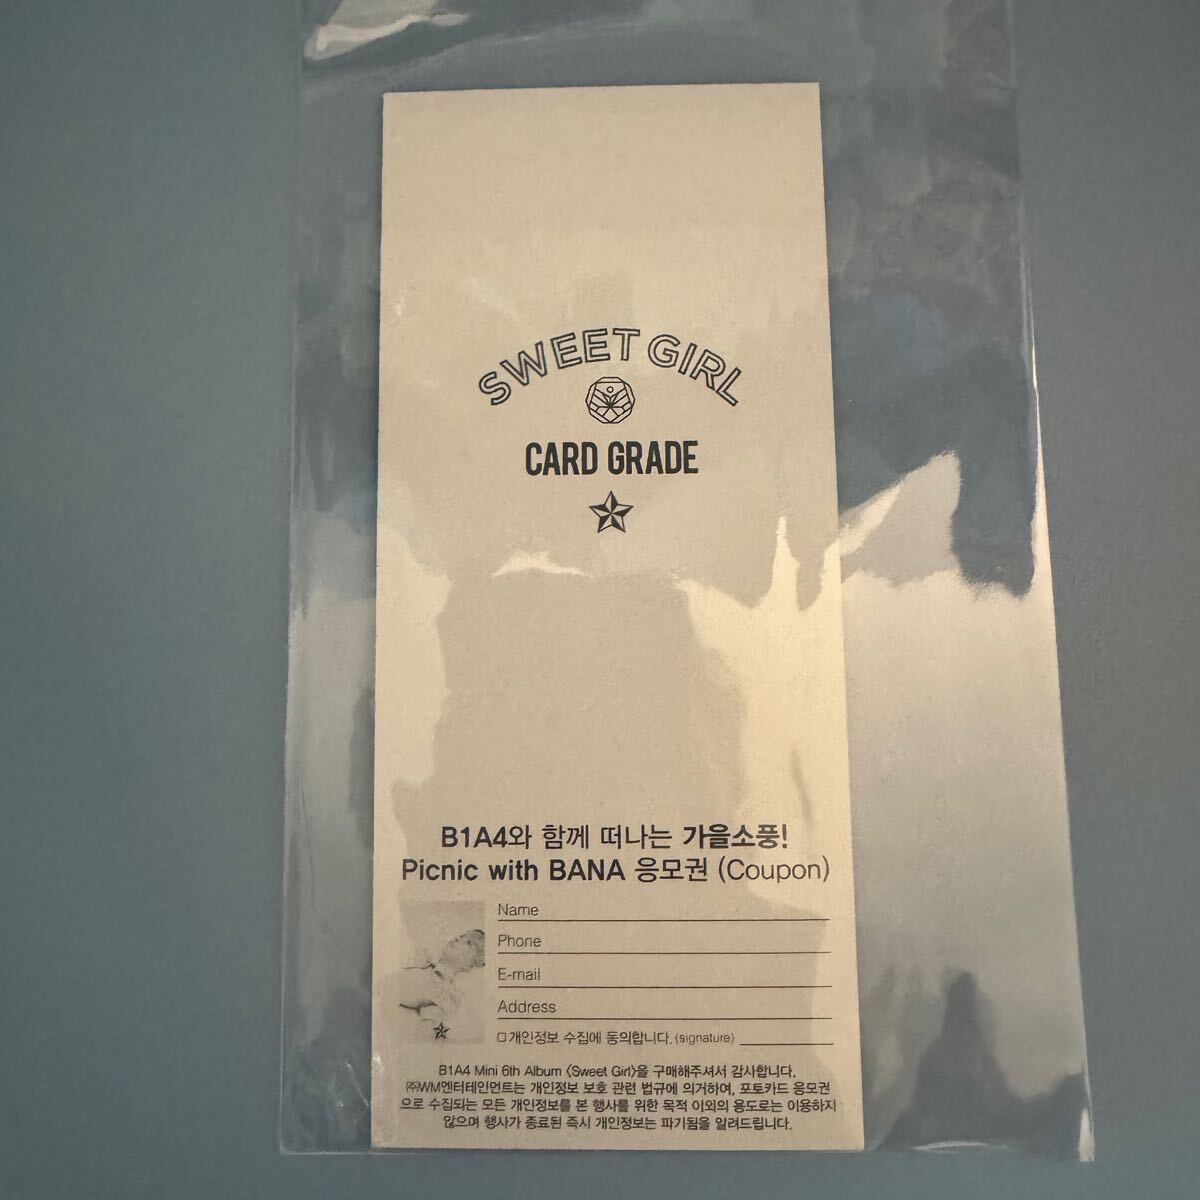 SWEET GIRL
CARD GRADE
B1A4와 함께 떠나는 가을소풍!
Picnic with BANA 응모권 (Coupon)
Name
Phone
E-mail
Address
□ 개인정보 수집에 동의합니다. (signature)
B1A4 Mini 6th Album 〈Sweet Girl〉을 구매해주셔서 감사합니다.
㈜WM엔터테인먼트는 개인정보 보호 관련 법규에 의거하여, 포토카드 응모권
으로 수집되는 모든 개인정보를 본 행사를 위한 목적 이외의 용도로는 이용하지
않으며 행사가 종료된 즉시 개인정보는 파기됨을 알려드립니다.